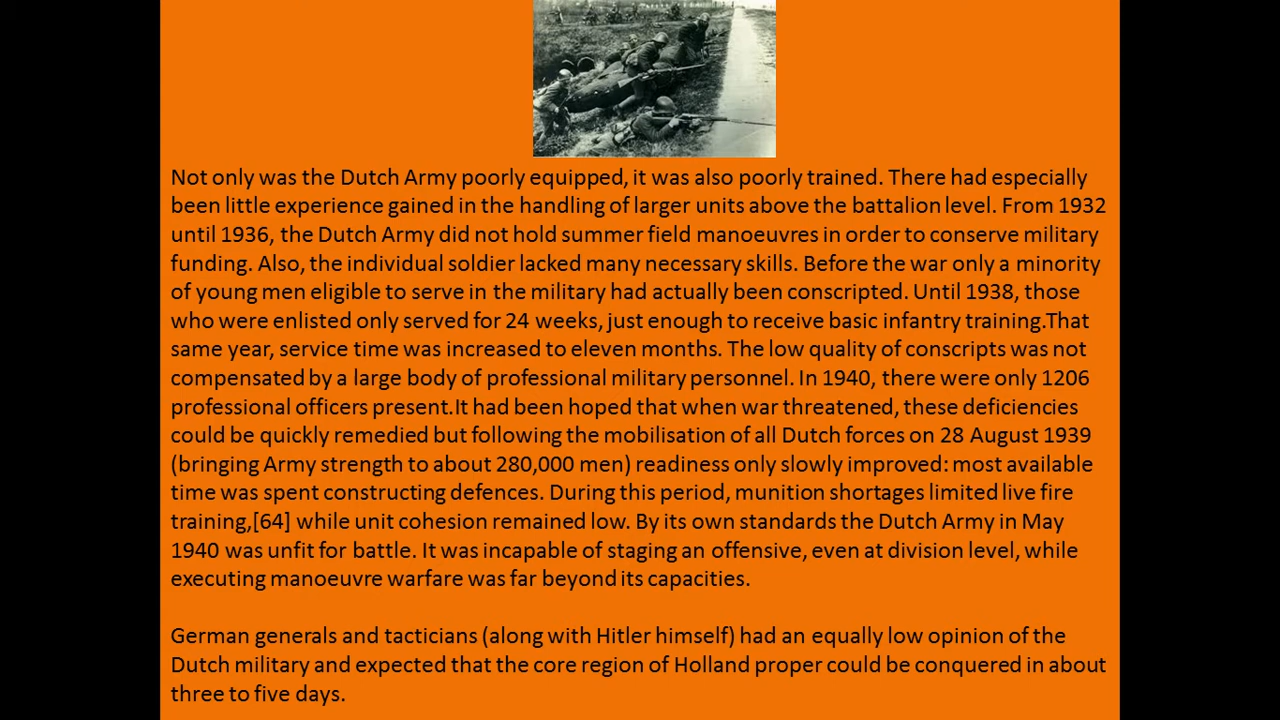 Not only was the Dutch Army poorly equipped, it was also poorly trained. There had especially
been little experience gained in the handling of larger units above the battalion level. From 1932
until 1936, the Dutch Army did not hold summer field manoeuvres in order to conserve military
funding. Also, the individual soldier lacked many necessary skills. Before the war only a minority
of young men eligible to serve in the military had actually been conscripted. Until 1938, those
who were enlisted only served for 24 weeks, just enough to receive basic infantry training.That
same year, service time was increased to eleven months. The low quality of conscripts was not
compensated by a large body of professional military personnel. In 1940, there were only 1206
professional officers present.It had been hoped that when war threatened, these deficiencies
could be quickly remedied but following the mobilisation of all Dutch forces on 28 August 1939
(bringing Army strength to about 280,000 men) readiness only slowly improved: most available
time was spent constructing defences. During this period, munition shortages limited live fire
training,[64] while unit cohesion remained low. By its own standards the Dutch Army in May
1940 was unfit for battle. It was incapable of staging an offensive, even at division level, while
executing manoeuvre warfare was far beyond its capacities.
German generals and tacticians (along with Hitler himself) had an equally low opinion of the
Dutch military and expected that the core region of Holland proper could be conquered in about
three to five days.